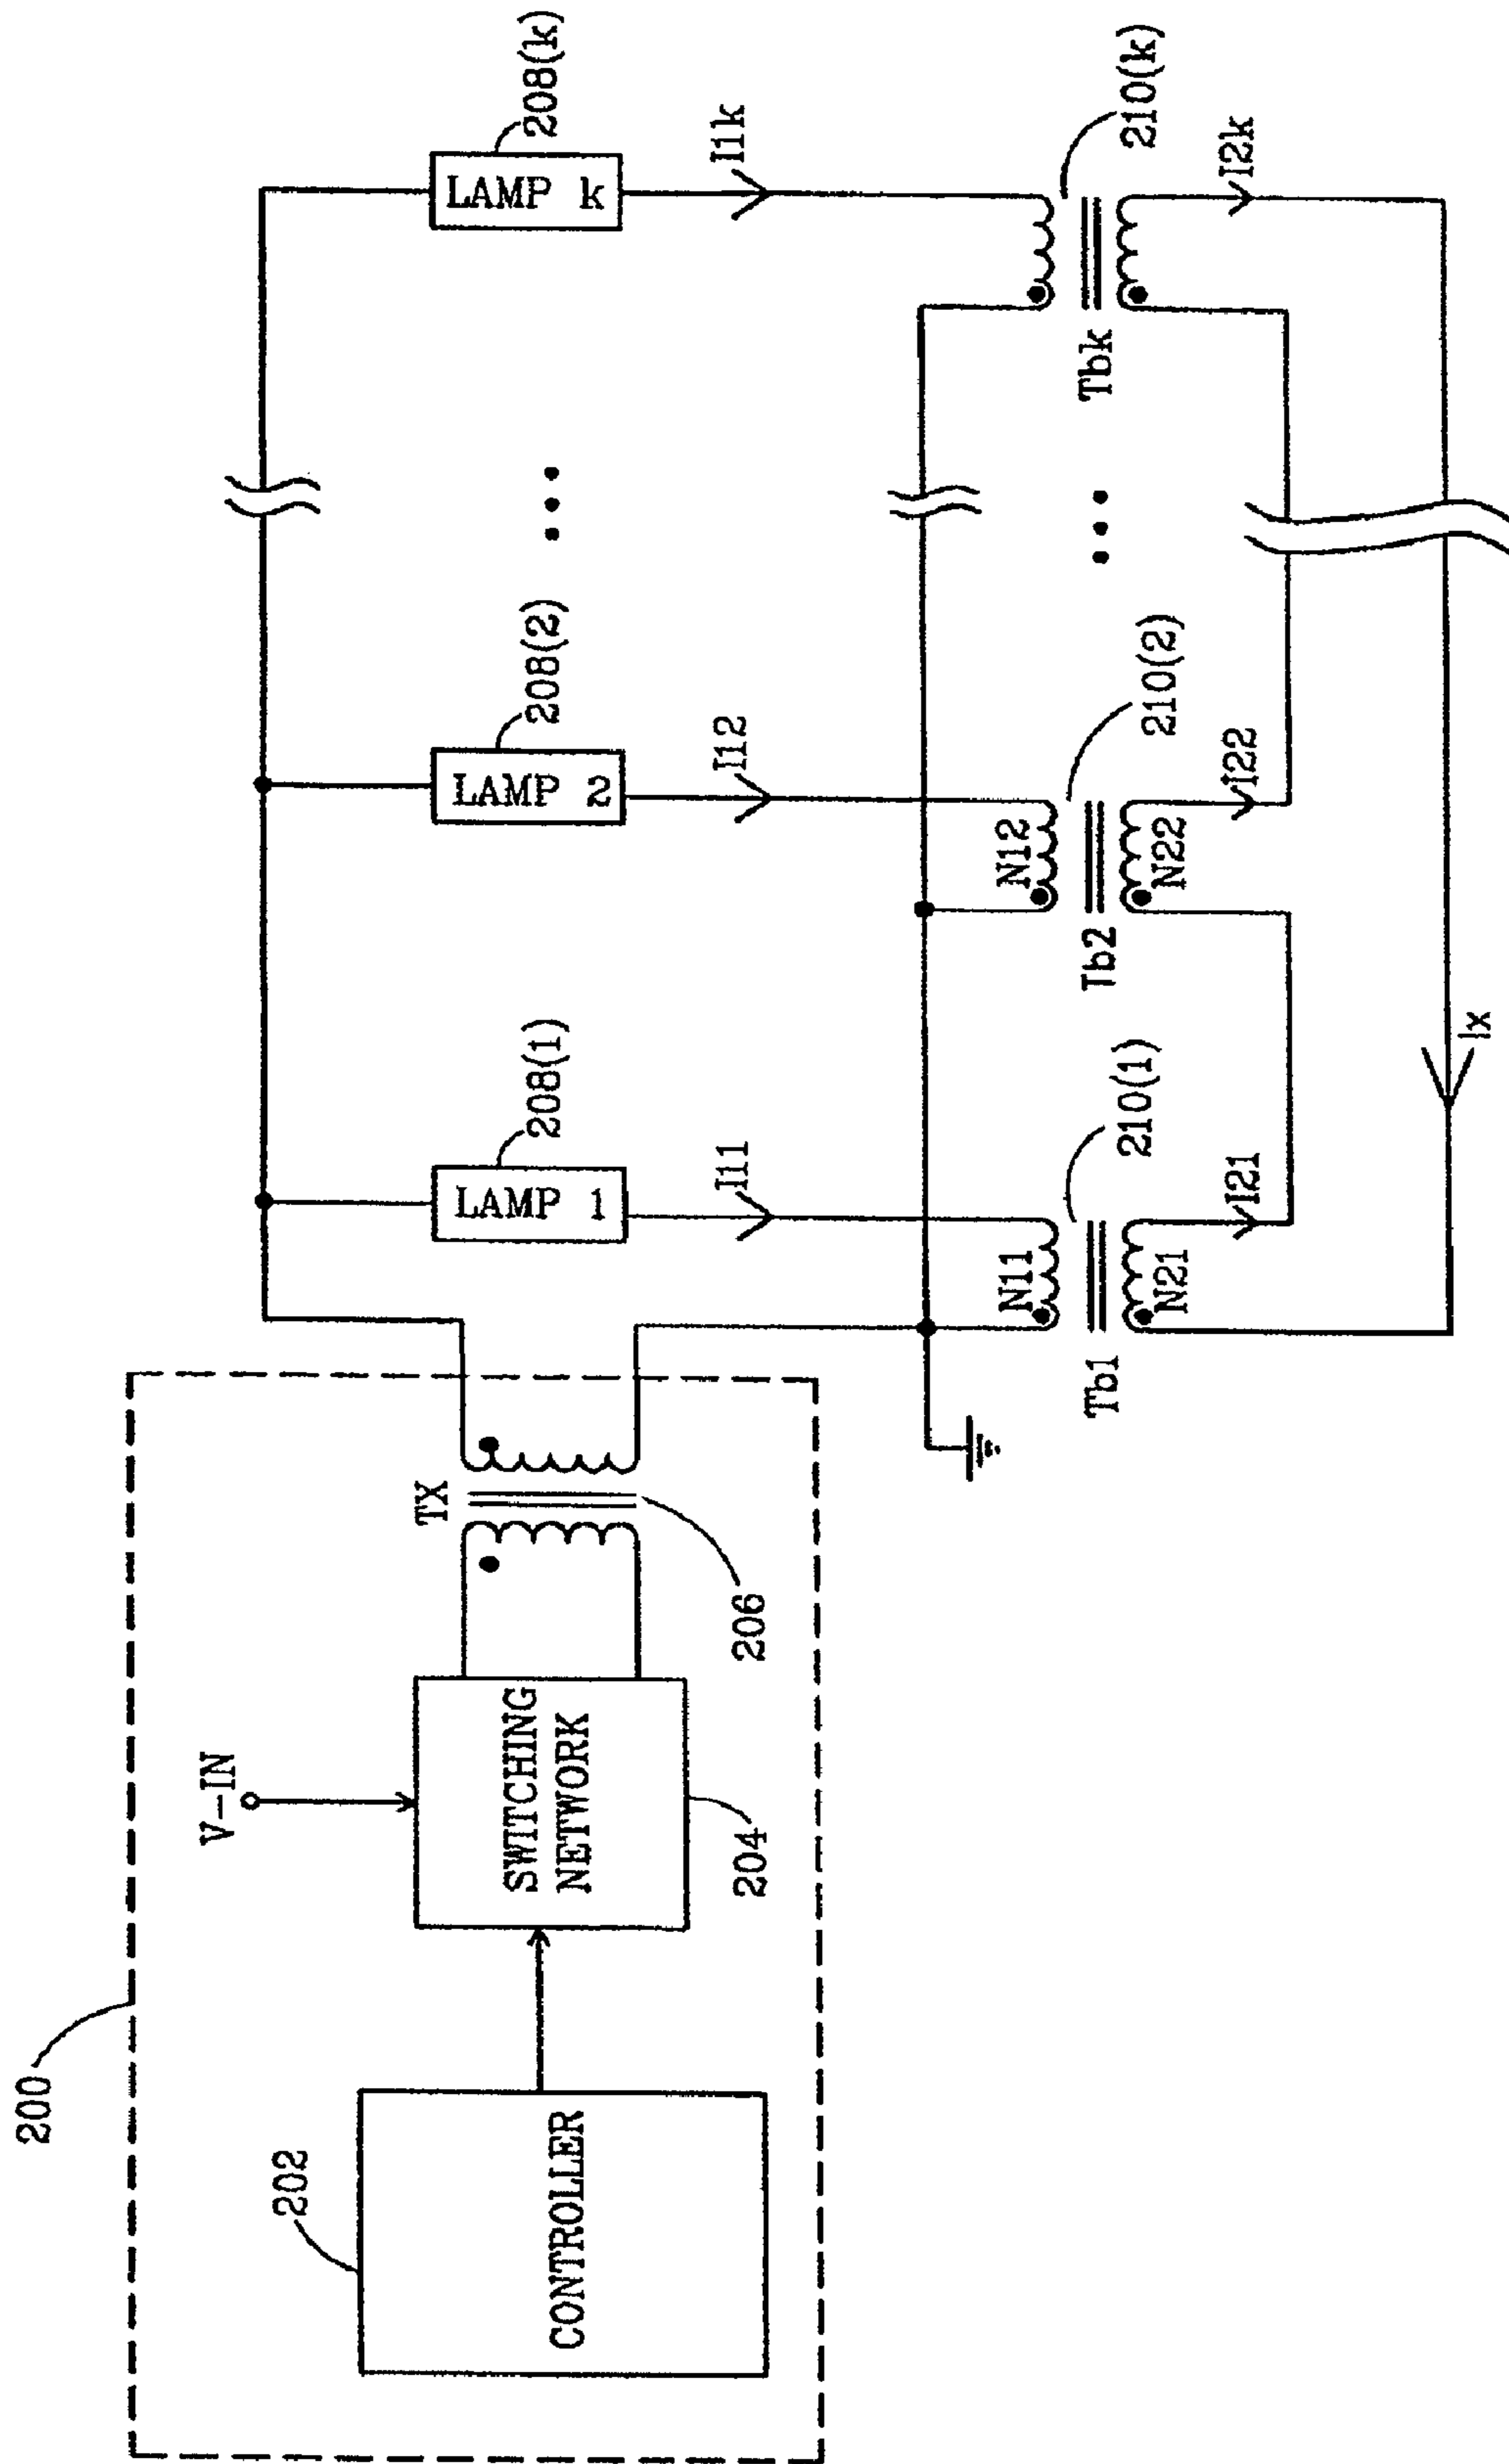 200
202
CONTROLLER
V-IN
SWITCHING
NETWORK
204
TX
206
LAMP 1
208(1)
LAMP 2
208(2)
LAMP k
208(k)
I11
I12
I1k
N11
210(1)
N12
210(2)
210(k)
Tb1
Tb2
Tbk
N21
I21
N22
I22
I2k
Ix